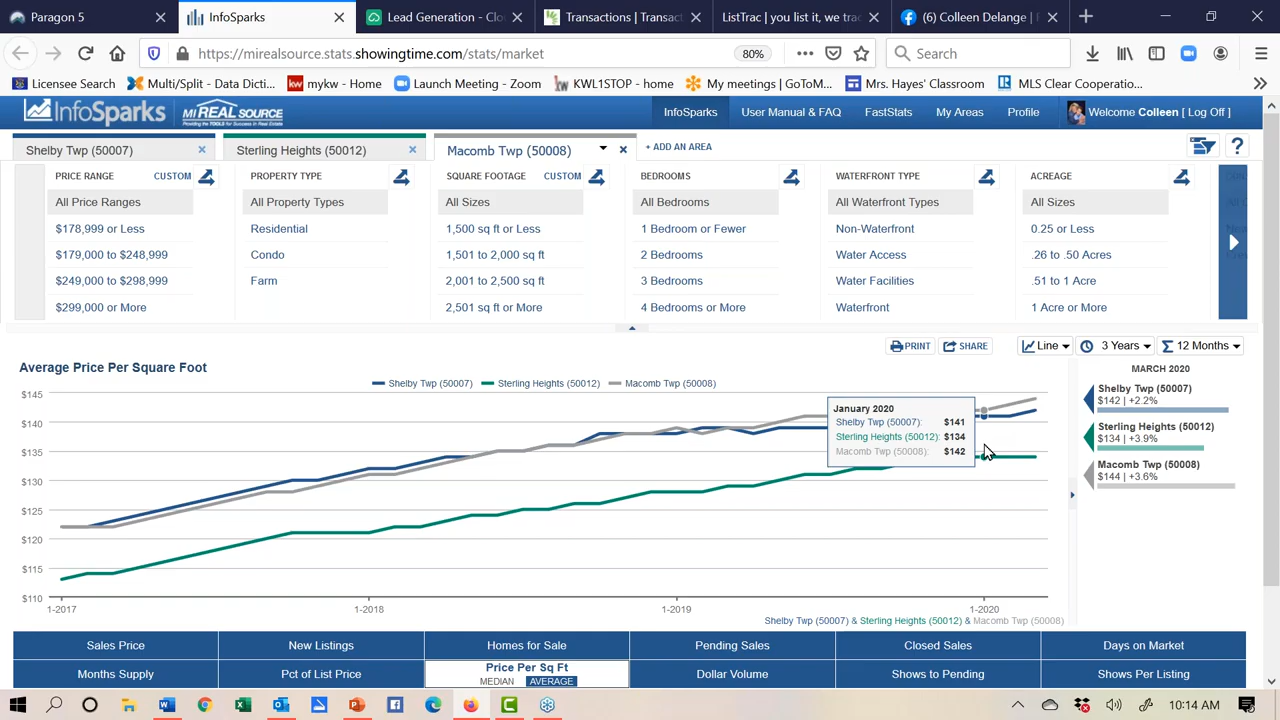 Paragon 5
InfoSparks
Lead Generation - Cl
Transactions | Transact
ListTrac | you list it, we trac
(6) Colleen Delange | Fac
https://mirealsource.stats.showingtime.com/stats/market
80%
Search
Licensee Search
Multi/Split - Data Dicti...
mykw - Home
Launch Meeting - Zoom
KWL1STOP - home
My meetings | GoToM...
Mrs. Hayes' Classroom
MLS Clear Cooperatio...
InfoSparks
MiREALSOURCE
Providing the TOOLS for Success in Real Estate
InfoSparks
User Manual & FAQ
FastStats
My Areas
Profile
Welcome Colleen [ Log Off ]
Shelby Twp (50007)
Sterling Heights (50012)
Macomb Twp (50008)
+ ADD AN AREA
PRICE RANGE CUSTOM
All Price Ranges
$178,999 or Less
$179,000 to $248,999
$249,000 to $298,999
$299,000 or More
PROPERTY TYPE
All Property Types
Residential
Condo
Farm
SQUARE FOOTAGE CUSTOM
All Sizes
1,500 sq ft or Less
1,501 to 2,000 sq ft
2,001 to 2,500 sq ft
2,501 sq ft or More
BEDROOMS
All Bedrooms
1 Bedroom or Fewer
2 Bedrooms
3 Bedrooms
4 Bedrooms or More
WATERFRONT TYPE
All Waterfront Types
Non-Waterfront
Water Access
Water Facilities
Waterfront
ACREAGE
All Sizes
0.25 or Less
.26 to .50 Acres
.51 to 1 Acre
1 Acre or More
PRINT
SHARE
Line
3 Years
12 Months
Average Price Per Square Foot
Shelby Twp (50007)
Sterling Heights (50012)
Macomb Twp (50008)
$145
$140
$135
$130
$125
$120
$115
$110
1-2017
1-2018
1-2019
1-2020
January 2020
Shelby Twp (50007): $141
Sterling Heights (50012): $134
Macomb Twp (50008): $142
MARCH 2020
Shelby Twp (50007)
$142 | +2.2%
Sterling Heights (50012)
$134 | +3.9%
Macomb Twp (50008)
$144 | +3.6%
Shelby Twp (50007) & Sterling Heights (50012) & Macomb Twp (50008)
Sales Price
New Listings
Homes for Sale
Pending Sales
Closed Sales
Days on Market
Months Supply
Pct of List Price
Price Per Sq Ft
MEDIAN AVERAGE
Dollar Volume
Shows to Pending
Shows Per Listing
10:14 AM